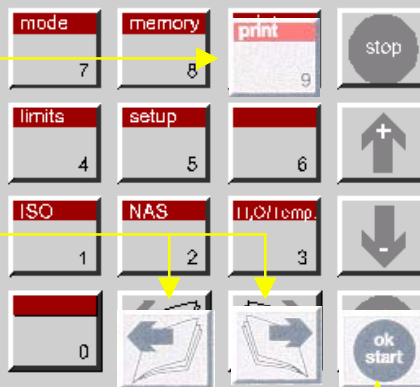 mode memory print
7 8 9 stop
limits setup
4 5 6 +
ISO NAS H₂O/Temp.
1 2 3 -
0 ok
start